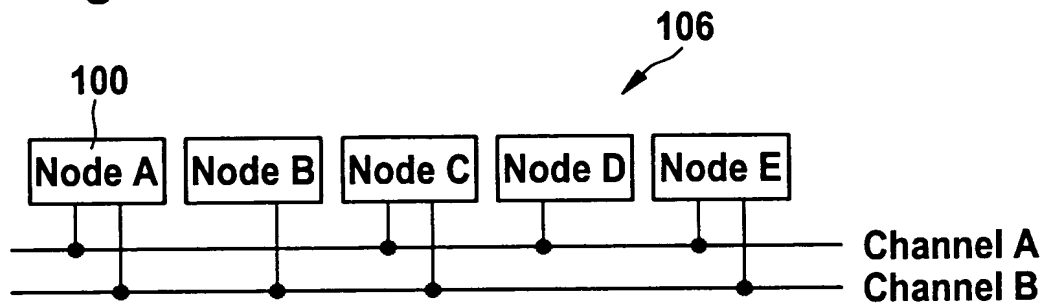 106
100
Node A Node B Node C Node D Node E
Channel A
Channel B